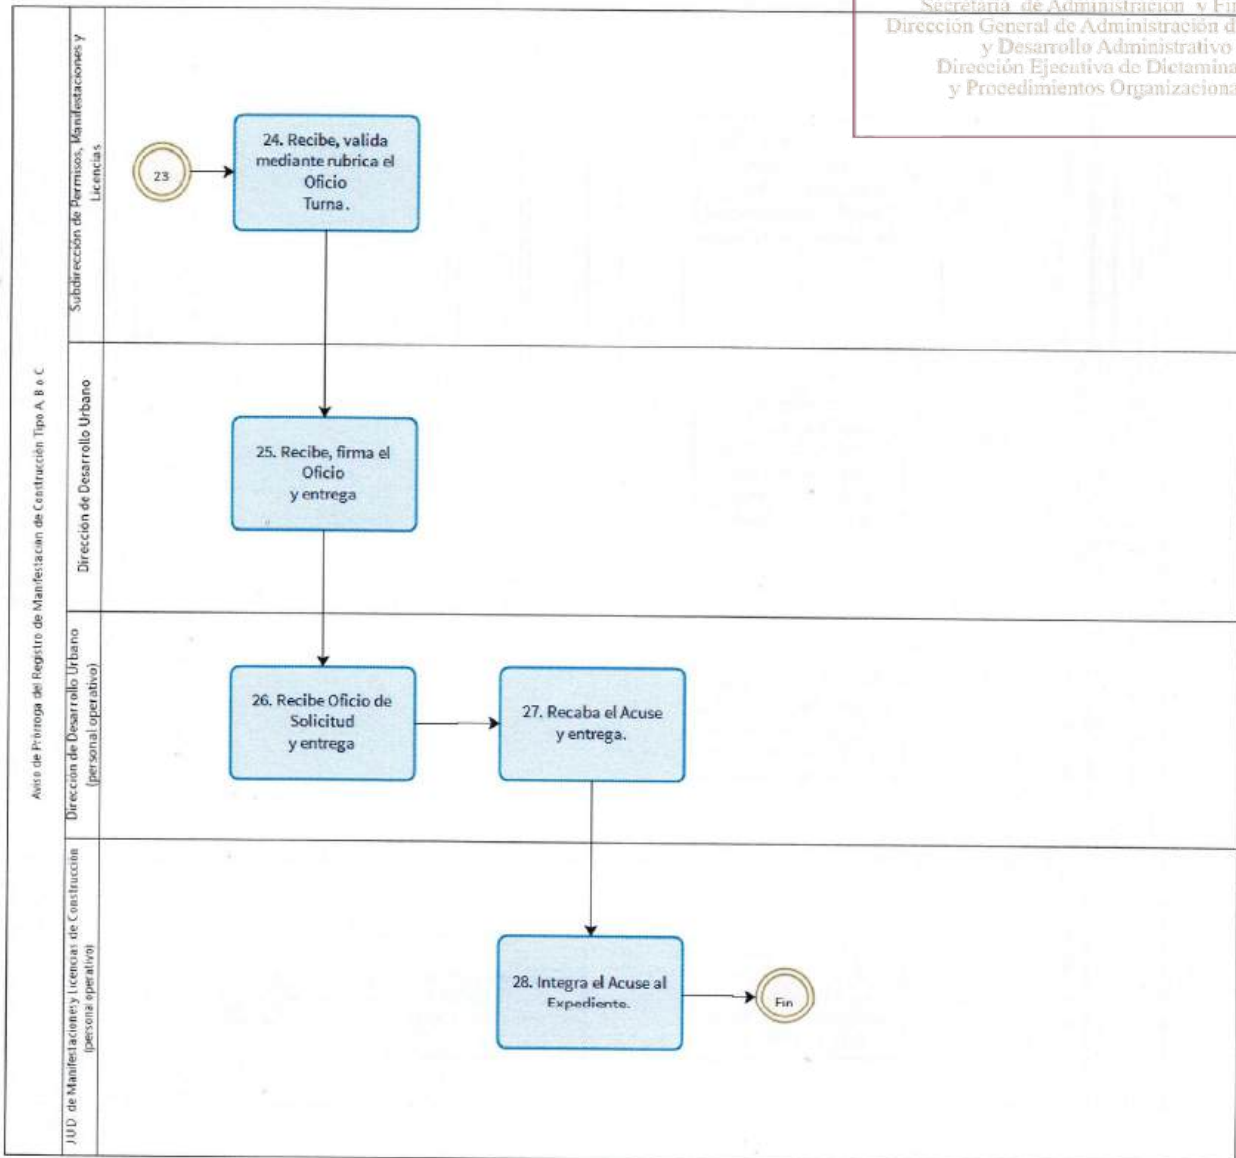 Secretaría de Administración y
Dirección General de Administración
y Desarrollo Administrativo
Dirección Ejecutiva de
y Procedimientos
Aviso de Prórroga del Registro de Manifestación de Construcción Tipo A, B o C
Subdirección de Permisos, Manifestaciones y
Licencias
23
24. Recibe, valida
mediante rubrica el
Oficio
Turna.
Dirección de Desarrollo Urbano
25. Recibe, firma el
Oficio
y entrega
Dirección de Desarrollo Urbano
(personal operativo)
26. Recibe Oficio de
Solicitud
y entrega
27. Recaba el Acuse
y entrega.
JUD de Manifestaciones y Licencias de Construcción
(personal operativo)
28. Integra el Acuse al
Expediente.
Fin